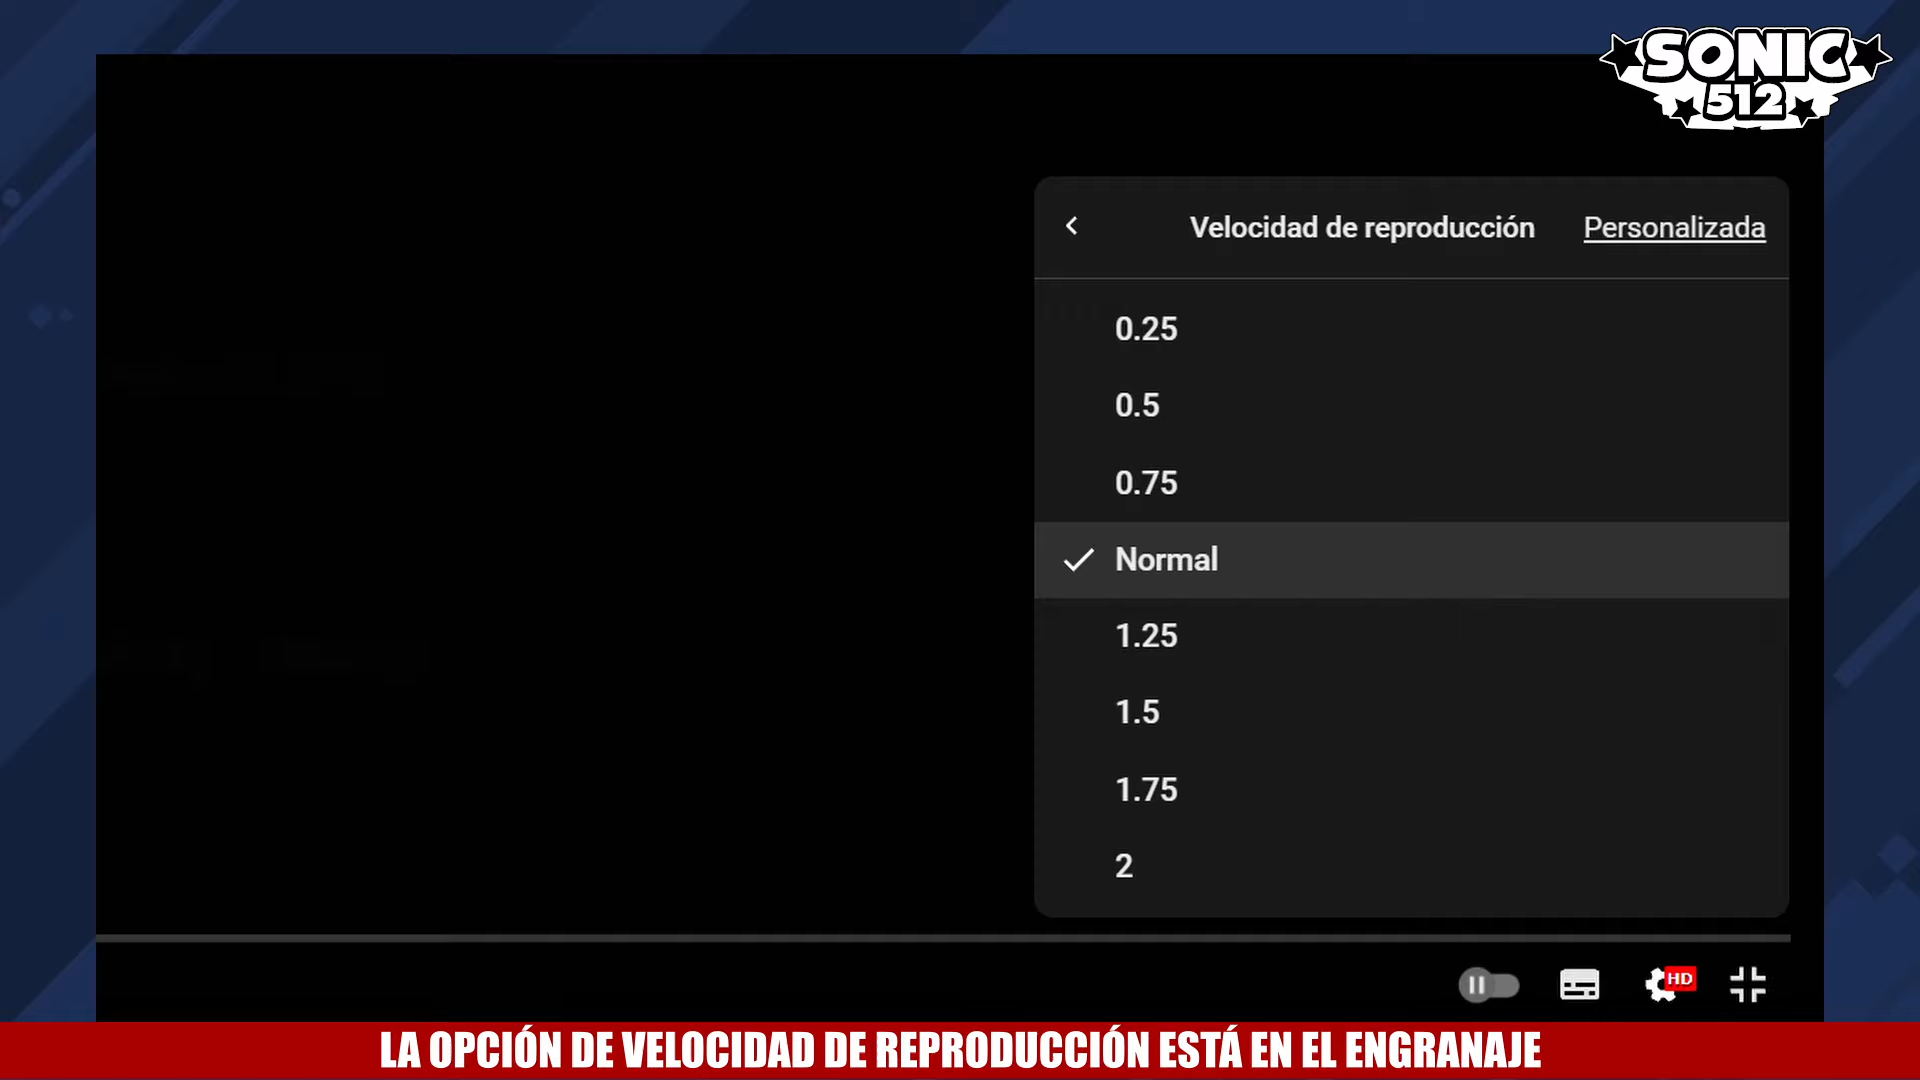 SONIC
512
Velocidad de reproducción Personalizada
0.25
0.5
0.75
Normal
1.25
1.5
1.75
2
HD
LA OPCIÓN DE VELOCIDAD DE REPRODUCCIÓN ESTÁ EN EL ENGRANAJE